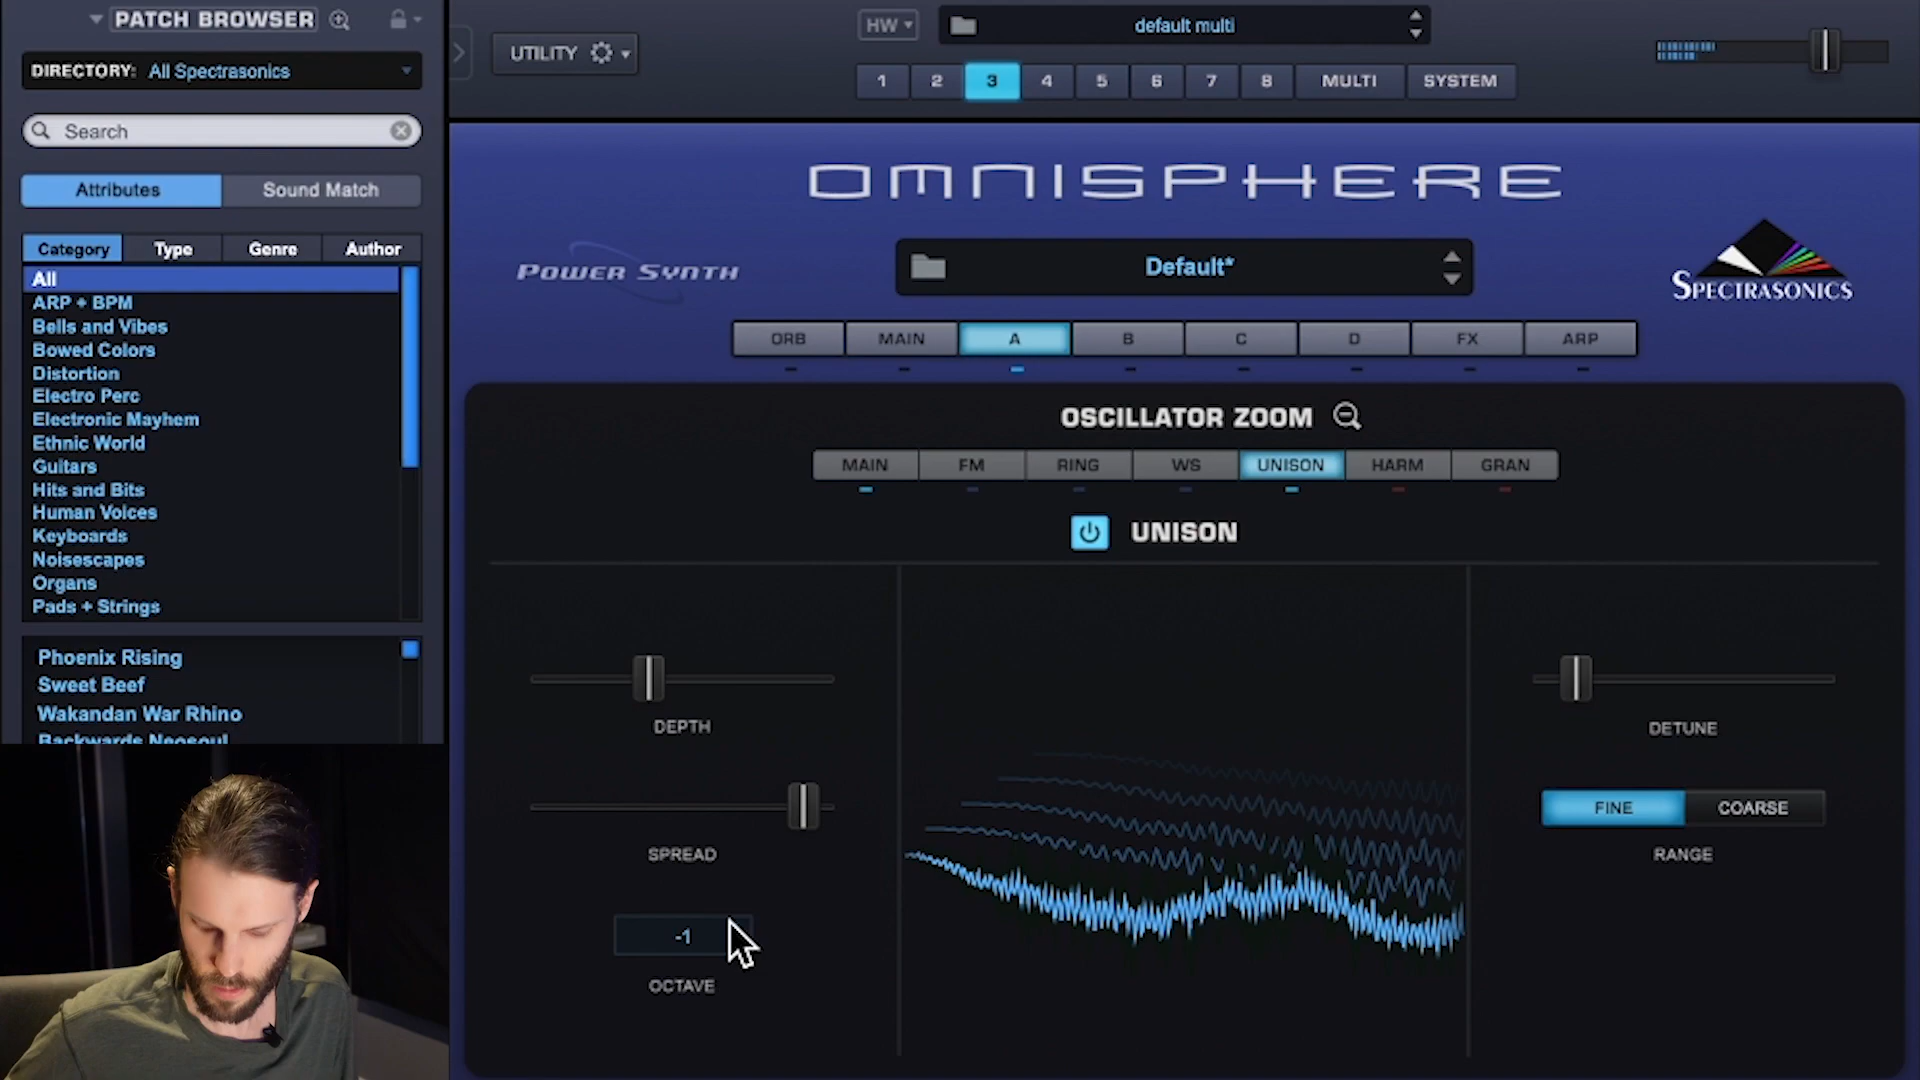 PATCH BROWSER
DIRECTORY: All Spectrasonics
Search
Attributes
Sound Match
Category
Type
Genre
Author
All
ARP + BPM
Bells and Vibes
Bowed Colors
Distortion
Electro Perc
Electronic Mayhem
Ethnic World
Guitars
Hits and Bits
Human Voices
Keyboards
Noisescapes
Organs
Pads + Strings
Phoenix Rising
Sweet Beef
Wakandan War Rhino
Backwards Neosoul
UTILITY
HW
default multi
1 2 3 4 5 6 7 8 MULTI SYSTEM
OMNISPHERE
POWER SYNTH
Default*
SPECTRASONICS
ORB MAIN A B C D FX ARP
OSCILLATOR ZOOM
MAIN FM RING WS UNISON HARM GRAN
UNISON
DEPTH
SPREAD
-1
OCTAVE
DETUNE
FINE COARSE
RANGE